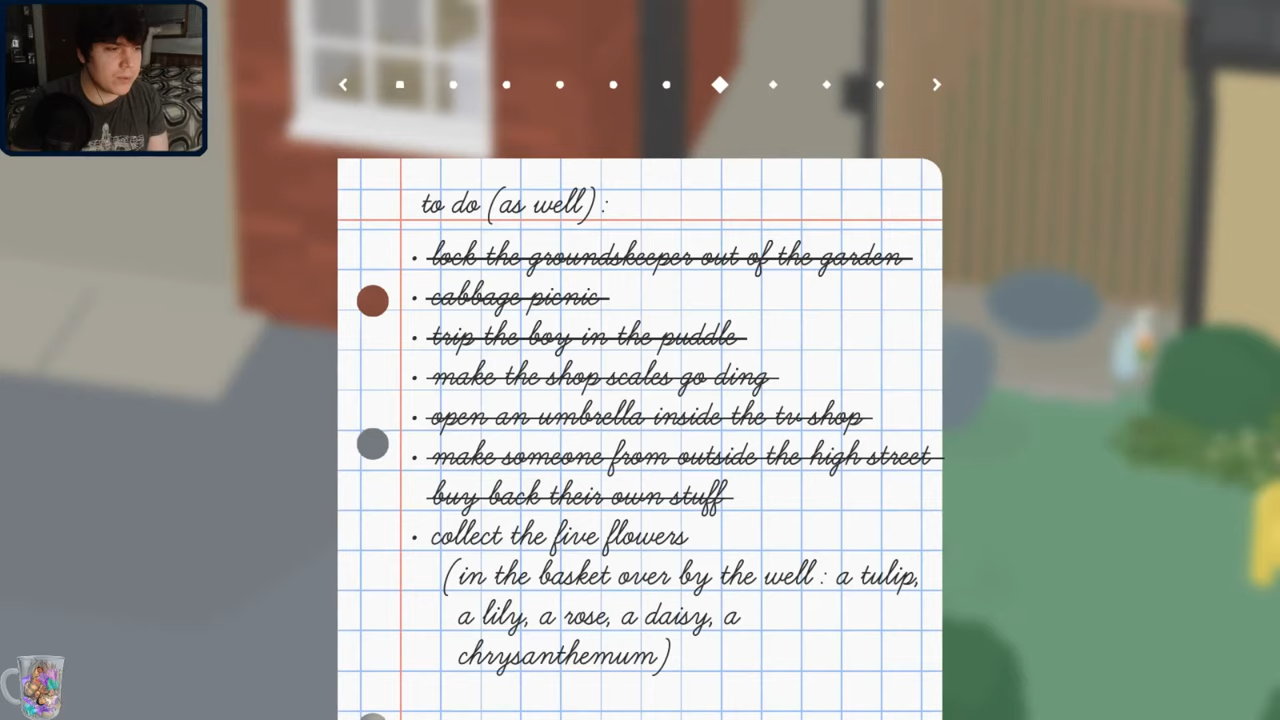 to do (as well) :
• lock the groundskeeper out of the garden
• cabbage picnic
• trip the boy in the puddle
• make the shop scales go ding
• open an umbrella inside the tv shop
• make someone from outside the high street
buy back their own stuff
• collect the five flowers
(in the basket over by the well : a tulip,
a lily, a rose, a daisy, a
chrysanthemum)